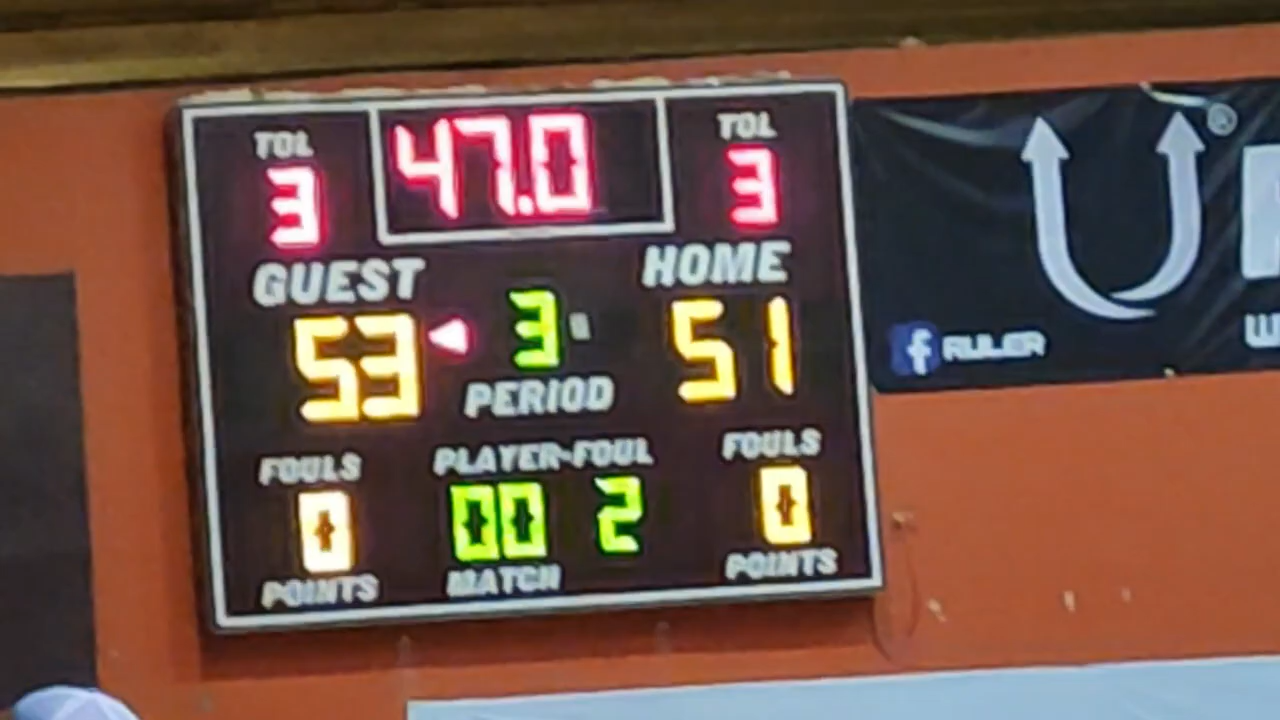 TOL
47.0
TOL
3
3
GUEST
HOME
53
3
51
PERIOD
FOULS
PLAYER-FOUL
FOULS
0
00 2
0
POINTS
MATCH
POINTS
U
®
f RULER
W